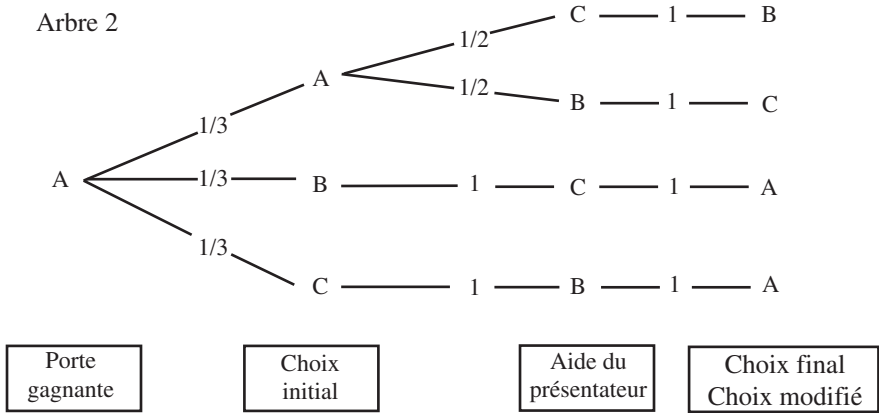 Arbre 2
C 1 B
1/2
A
1/2
B 1 C
1/3
A 1/3 B 1 C 1 A
1/3
C 1 B 1 A
Porte
gagnante
Choix
initial
Aide du
présentateur
Choix final
Choix modifié